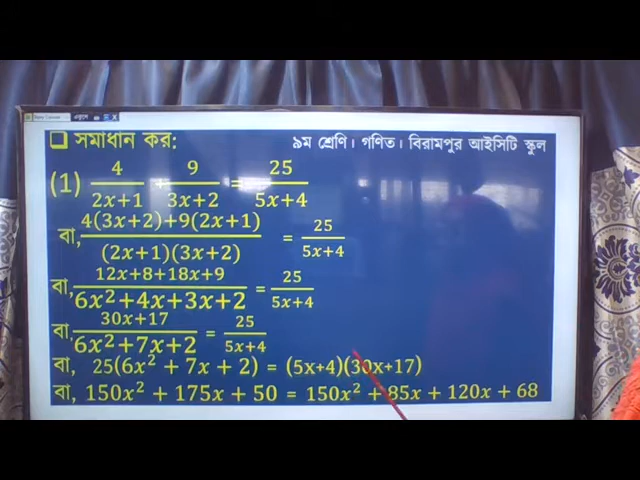 ❑ সমাধান কর: ৯ম শ্রেণি। গণিত। বিরামপুর আইসিটি স্কুল
(1) 4/(2x+1) + 9/(3x+2) = 25/(5x+4)
বা, (4(3x+2)+9(2x+1))/((2x+1)(3x+2)) = 25/(5x+4)
বা, (12x+8+18x+9)/(6x²+4x+3x+2) = 25/(5x+4)
বা, (30x+17)/(6x²+7x+2) = 25/(5x+4)
বা, 25(6x² + 7x + 2) = (5x+4)(30x+17)
বা, 150x² + 175x + 50 = 150x² + 85x + 120x + 68